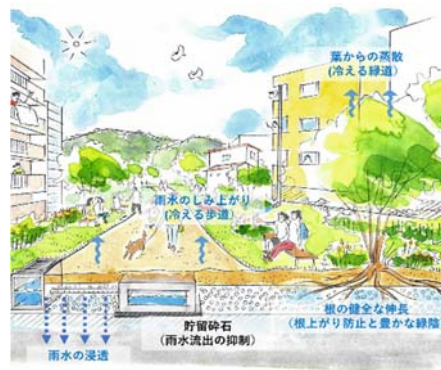 葉からの蒸散
(冷える緑道)
雨水のしみ上がり
(冷える歩道)
貯留砕石
(雨水流出の抑制)
根の健全な伸長
(根上がり防止と豊かな緑陰)
雨水の浸透